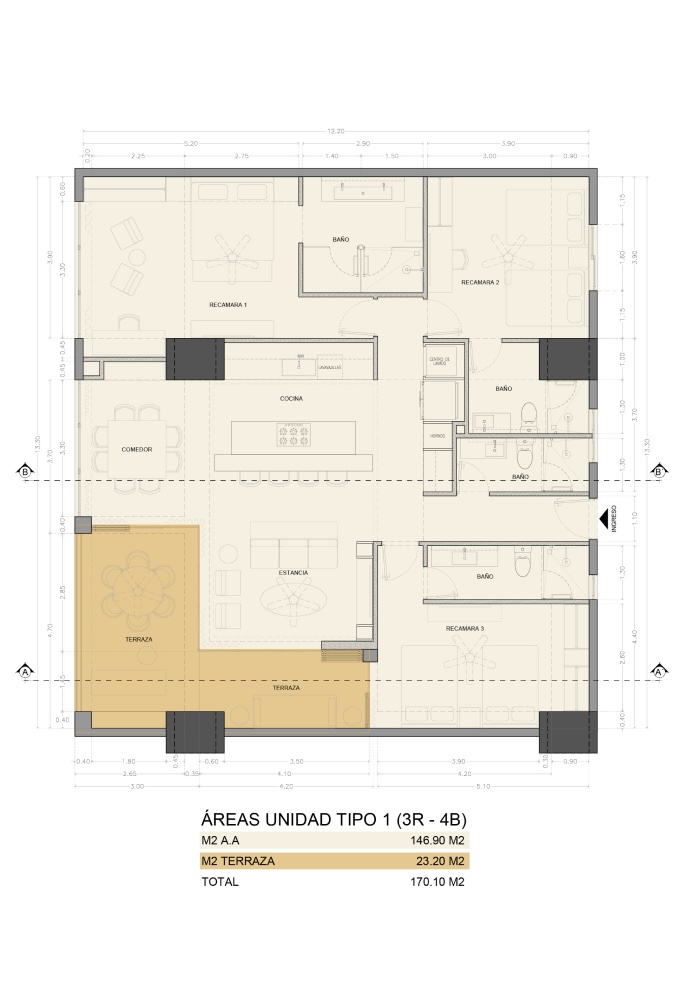 12.20
5.20 2.90 3.90
0.20 2.25 2.75 1.40 1.50 3.00 0.90
0.60
1.15
BAÑO
3.90
3.30
1.80
3.90
RECAMARA 2
RECAMARA 1
1.15
0.45 0.45
CENTRO DE LAVADO
LAVAVAJILLAS
1.00
BAÑO
COCINA
1.30
3.70
HORNOS
COMEDOR
3.30
3.70
13.30
13.30
B
B
BAÑO
1.30
INGRESO
1.10
0.40
ESTANCIA
BAÑO
1.30
2.85
RECAMARA 3
TERRAZA
4.70
4.40
2.60
A
A
TERRAZA
0.40
0.40
0.40 1.80 0.45 0.60 3.50 3.90 0.30 0.90
2.65 0.35 4.10 4.20
3.00 4.20 5.10
ÁREAS UNIDAD TIPO 1 (3R - 4B)
M2 A.A 146.90 M2
M2 TERRAZA 23.20 M2
TOTAL 170.10 M2